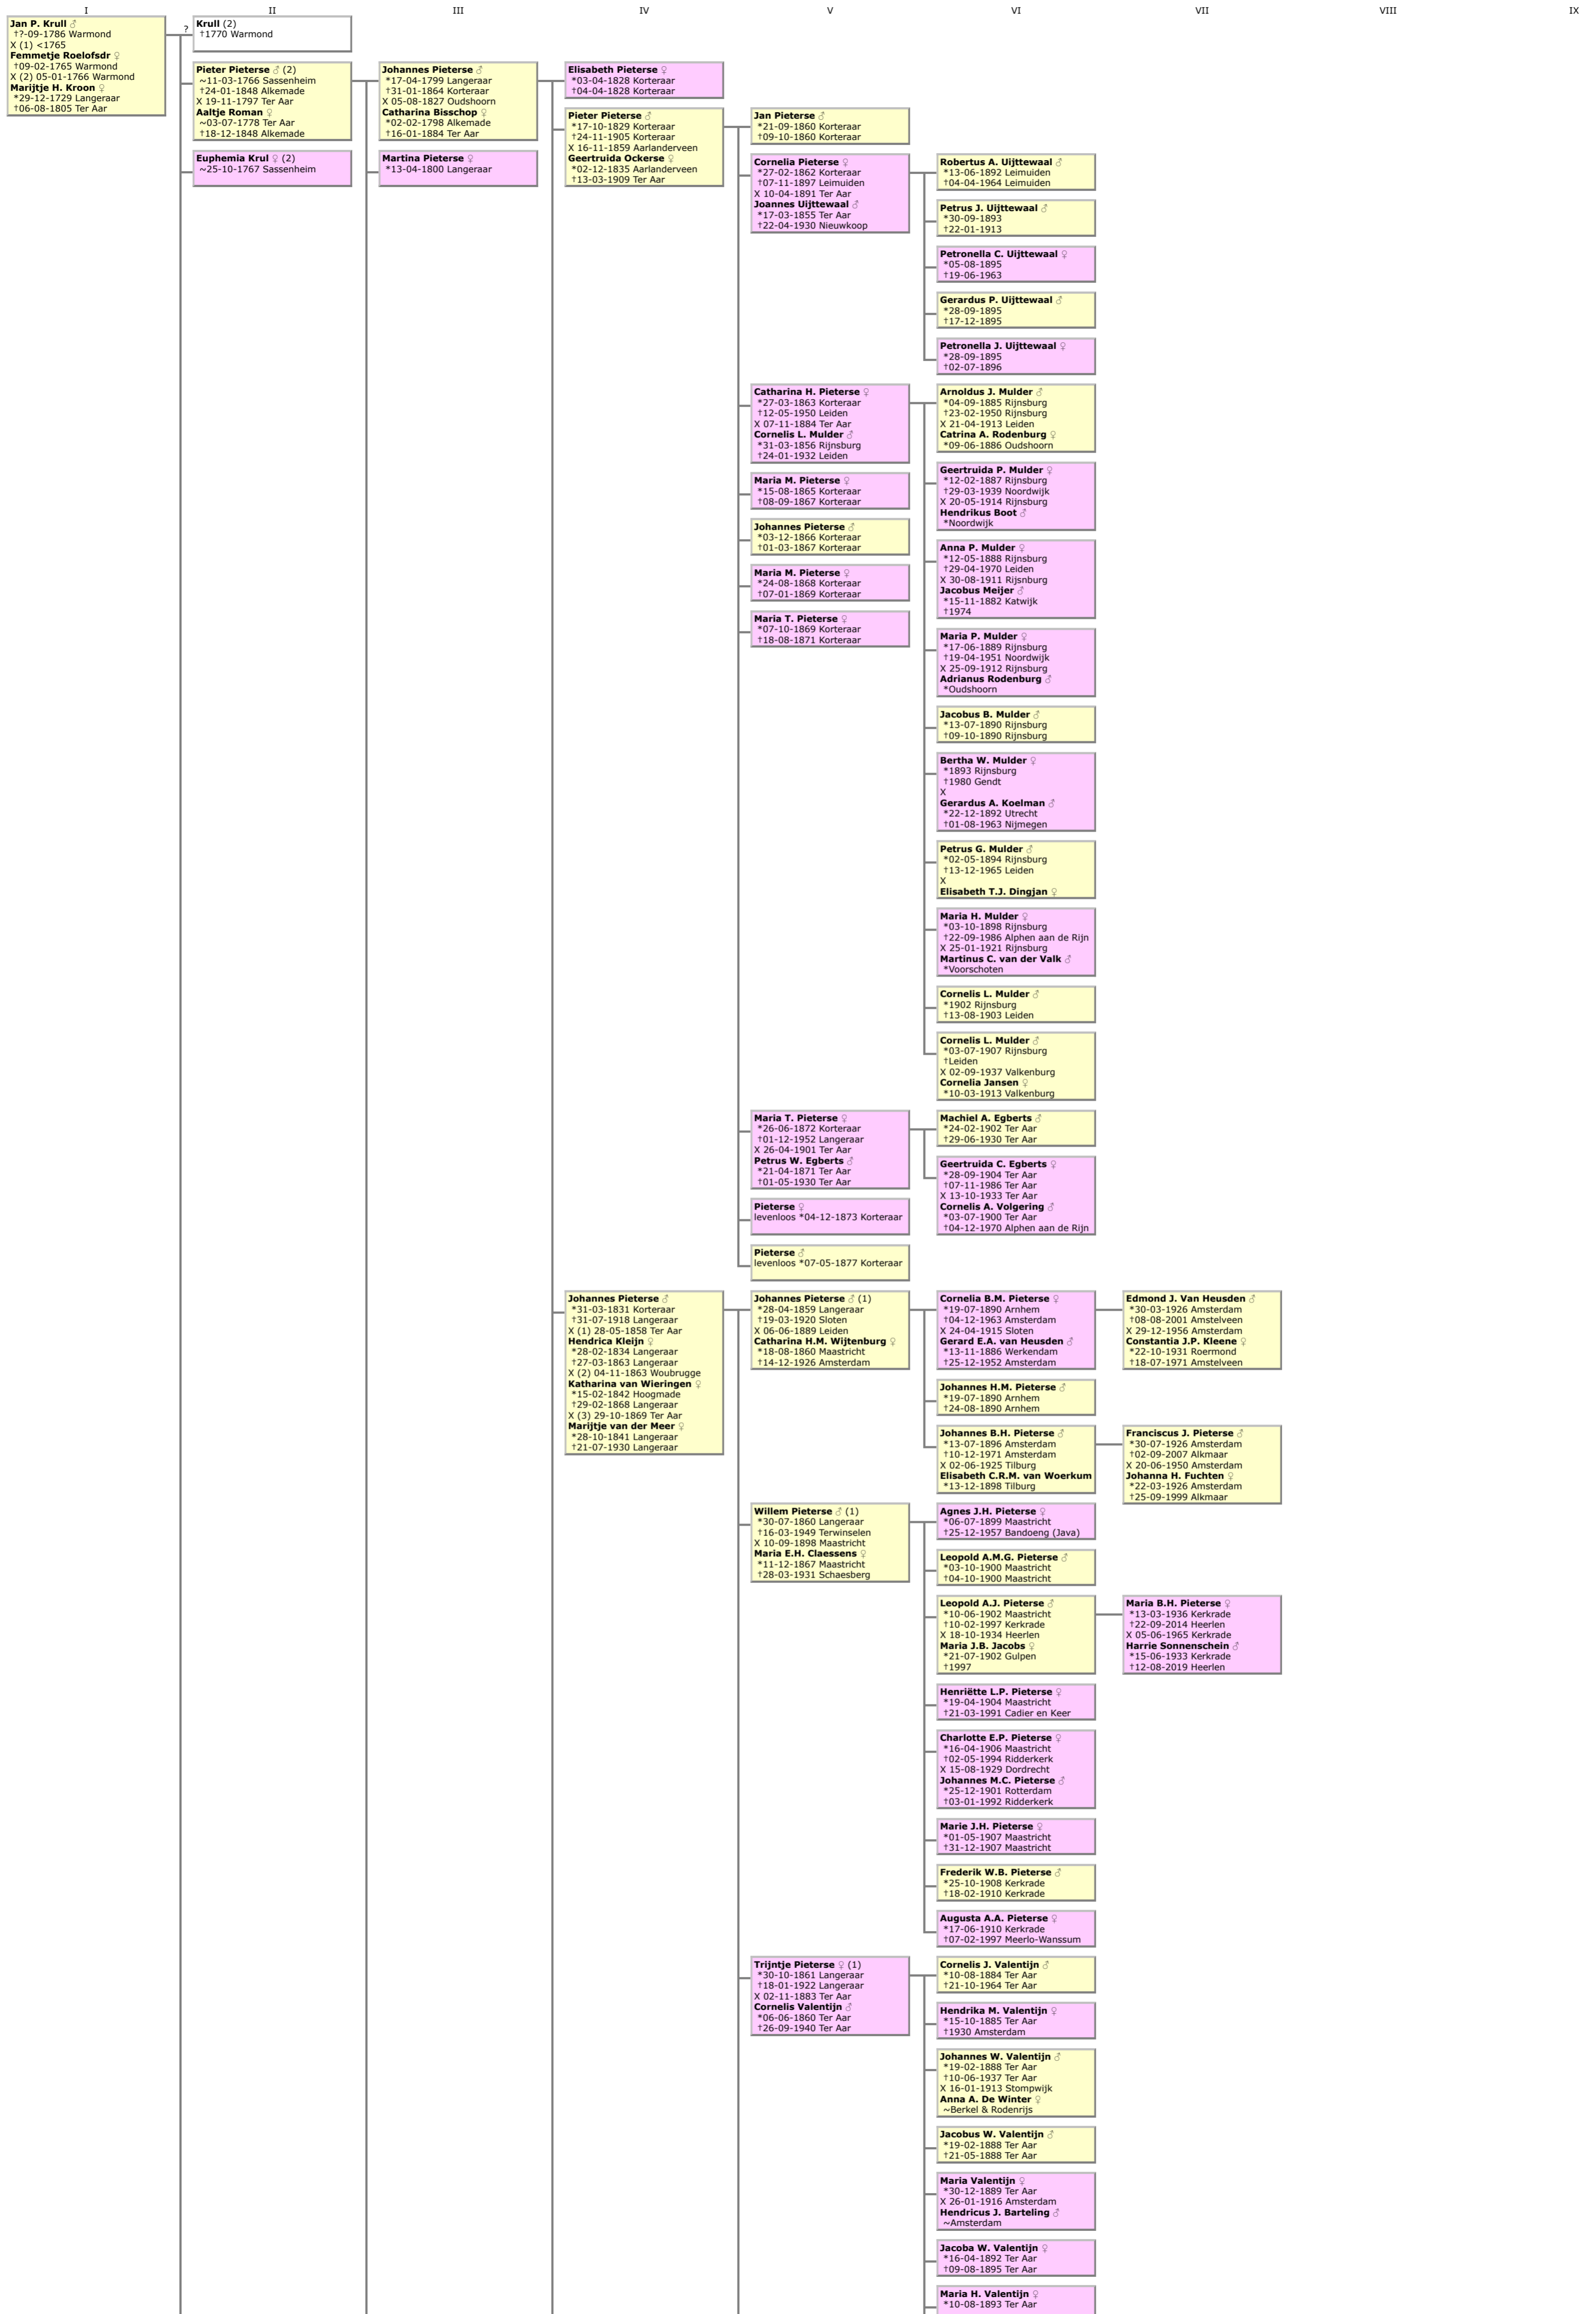 I
II
III
IV
V
VI
VII
VIII
IX
Jan P. Krull ♂
†?-09-1786 Warmond
X (1) <1765
Femmetje Roelofsdr ♀
†09-02-1765 Warmond
X (2) 05-01-1766 Warmond
Marijtje H. Kroon ♀
*29-12-1729 Langeraar
†06-08-1805 Ter Aar
?
Krull (2)
†1770 Warmond
Pieter Pieterse ♂ (2)
~11-03-1766 Sassenheim
†24-01-1848 Alkemade
X 19-11-1797 Ter Aar
Aaltje Roman ♀
~03-07-1778 Ter Aar
†18-12-1848 Alkemade
Euphemia Krul ♀ (2)
~25-10-1767 Sassenheim
Johannes Pieterse ♂
*17-04-1799 Langeraar
†31-01-1864 Korteraar
X 05-08-1827 Oudshoorn
Catharina Bisschop ♀
*02-02-1798 Alkemade
†16-01-1884 Ter Aar
Martina Pieterse ♀
*13-04-1800 Langeraar
Elisabeth Pieterse ♀
*03-04-1828 Korteraar
†04-04-1828 Korteraar
Pieter Pieterse ♂
*17-10-1829 Korteraar
†24-11-1905 Korteraar
X 16-11-1859 Aarlanderveen
Geertruida Ockerse ♀
*02-12-1835 Aarlanderveen
†13-03-1909 Ter Aar
Jan Pieterse ♂
*21-09-1860 Korteraar
†09-10-1860 Korteraar
Cornelia Pieterse ♀
*27-02-1862 Korteraar
†07-11-1897 Leimuiden
X 10-04-1891 Ter Aar
Joannes Uijttewaal ♂
*17-03-1855 Ter Aar
†22-04-1930 Nieuwkoop
Robertus A. Uijttewaal ♂
*13-06-1892 Leimuiden
†04-04-1964 Leimuiden
Petrus J. Uijttewaal ♂
*30-09-1893
†22-01-1913
Petronella C. Uijttewaal ♀
*05-08-1895
†19-06-1963
Gerardus P. Uijttewaal ♂
*28-09-1895
†17-12-1895
Petronella J. Uijttewaal ♀
*28-09-1895
†02-07-1896
Catharina H. Pieterse ♀
*27-03-1863 Korteraar
†12-05-1950 Leiden
X 07-11-1884 Ter Aar
Cornelis L. Mulder ♂
*31-03-1856 Rijnsburg
†24-01-1932 Leiden
Arnoldus J. Mulder ♂
*04-09-1885 Rijnsburg
†23-02-1950 Rijnsburg
X 21-04-1913 Leiden
Catrina A. Rodenburg ♀
*09-06-1886 Oudshoorn
Geertruida P. Mulder ♀
*12-02-1887 Rijnsburg
†29-03-1939 Noordwijk
X 20-05-1914 Rijnsburg
Hendrikus Boot ♂
*Noordwijk
Maria M. Pieterse ♀
*15-08-1865 Korteraar
†08-09-1867 Korteraar
Johannes Pieterse ♂
*03-12-1866 Korteraar
†01-03-1867 Korteraar
Maria M. Pieterse ♀
*24-08-1868 Korteraar
†07-01-1869 Korteraar
Maria T. Pieterse ♀
*07-10-1869 Korteraar
†18-08-1871 Korteraar
Anna P. Mulder ♀
*12-05-1888 Rijnsburg
†29-04-1970 Leiden
X 30-08-1911 Rijsnburg
Jacobus Meijer ♂
*15-11-1882 Katwijk
†1974
Maria P. Mulder ♀
*17-06-1889 Rijnsburg
†19-04-1951 Noordwijk
X 25-09-1912 Rijnsburg
Adrianus Rodenburg ♂
*Oudshoorn
Jacobus B. Mulder ♂
*13-07-1890 Rijnsburg
†09-10-1890 Rijnsburg
Bertha W. Mulder ♀
*1893 Rijnsburg
†1980 Gendt
X
Gerardus A. Koelman ♂
*22-12-1892 Utrecht
†01-08-1963 Nijmegen
Petrus G. Mulder ♂
*02-05-1894 Rijnsburg
†13-12-1965 Leiden
X
Elisabeth T.J. Dingjan ♀
Maria H. Mulder ♀
*03-10-1898 Rijnsburg
†22-09-1986 Alphen aan de Rijn
X 25-01-1921 Rijnsburg
Martinus C. van der Valk ♂
*Voorschoten
Cornelis L. Mulder ♂
*1902 Rijnsburg
†13-08-1903 Leiden
Cornelis L. Mulder ♂
*03-07-1907 Rijnsburg
†Leiden
X 02-09-1937 Valkenburg
Cornelia Jansen ♀
*10-03-1913 Valkenburg
Maria T. Pieterse ♀
*26-06-1872 Korteraar
†01-12-1952 Langeraar
X 26-04-1901 Ter Aar
Petrus W. Egberts ♂
*21-04-1871 Ter Aar
†01-05-1930 Ter Aar
Machiel A. Egberts ♂
*24-02-1902 Ter Aar
†29-06-1930 Ter Aar
Geertruida C. Egberts ♀
*28-09-1904 Ter Aar
†07-11-1986 Ter Aar
X 13-10-1933 Ter Aar
Cornelis A. Volgering ♂
*03-07-1900 Ter Aar
†04-12-1970 Alphen aan de Rijn
Pieterse ♀
levenloos *04-12-1873 Korteraar
Pieterse ♂
levenloos *07-05-1877 Korteraar
Johannes Pieterse ♂
*31-03-1831 Korteraar
†31-07-1918 Langeraar
X (1) 28-05-1858 Ter Aar
Hendrica Kleijn ♀
*28-02-1834 Langeraar
†27-03-1863 Langeraar
X (2) 04-11-1863 Woubrugge
Katharina van Wieringen ♀
*15-02-1842 Hoogmade
†29-02-1868 Langeraar
X (3) 29-10-1869 Ter Aar
Marijtje van der Meer ♀
*28-10-1841 Langeraar
†21-07-1930 Langeraar
Johannes Pieterse ♂ (1)
*28-04-1859 Langeraar
†19-03-1920 Sloten
X 06-06-1889 Leiden
Catharina H.M. Wijtenburg ♀
*18-08-1860 Maastricht
†14-12-1926 Amsterdam
Cornelia B.M. Pieterse ♀
*19-07-1890 Arnhem
†04-12-1963 Amsterdam
X 24-04-1915 Sloten
Gerard E.A. van Heusden ♂
*13-11-1886 Werkendam
†25-12-1952 Amsterdam
Edmond J. Van Heusden ♂
*30-03-1926 Amsterdam
†08-08-2001 Amstelveen
X 29-12-1956 Amsterdam
Constantia J.P. Kleene ♀
*22-10-1931 Roermond
†18-07-1971 Amstelveen
Johannes H.M. Pieterse ♂
*19-07-1890 Arnhem
†24-08-1890 Arnhem
Johannes B.H. Pieterse ♂
*13-07-1896 Amsterdam
†10-12-1971 Amsterdam
X 02-06-1925 Tilburg
Elisabeth C.R.M. van Woerkum
*13-12-1898 Tilburg
Franciscus J. Pieterse ♂
*30-07-1926 Amsterdam
†02-09-2007 Alkmaar
X 20-06-1950 Amsterdam
Johanna H. Fuchten ♀
*22-03-1926 Amsterdam
†25-09-1999 Alkmaar
Willem Pieterse ♂ (1)
*30-07-1860 Langeraar
†16-03-1949 Terwinselen
X 10-09-1898 Maastricht
Maria E.H. Claessens ♀
*11-12-1867 Maastricht
†28-03-1931 Schaesberg
Agnes J.H. Pieterse ♀
*06-07-1899 Maastricht
†25-12-1957 Bandoeng (Java)
Leopold A.M.G. Pieterse ♂
*03-10-1900 Maastricht
†04-10-1900 Maastricht
Leopold A.J. Pieterse ♂
*10-06-1902 Maastricht
†10-02-1997 Kerkrade
X 18-10-1934 Heerlen
Maria J.B. Jacobs ♀
*21-07-1902 Gulpen
†1997
Maria B.H. Pieterse ♀
*13-03-1936 Kerkrade
†22-09-2014 Heerlen
X 05-06-1965 Kerkrade
Harrie Sonnenschein ♂
*15-06-1933 Kerkrade
†12-08-2019 Heerlen
Henriëtte L.P. Pieterse ♀
*19-04-1904 Maastricht
†21-03-1991 Cadier en Keer
Charlotte E.P. Pieterse ♀
*16-04-1906 Maastricht
†02-05-1994 Ridderkerk
X 15-08-1929 Dordrecht
Johannes M.C. Pieterse ♂
*25-12-1901 Rotterdam
†03-01-1992 Ridderkerk
Marie J.H. Pieterse ♀
*01-05-1907 Maastricht
†31-12-1907 Maastricht
Frederik W.B. Pieterse ♂
*25-10-1908 Kerkrade
†18-02-1910 Kerkrade
Augusta A.A. Pieterse ♀
*17-06-1910 Kerkrade
†07-02-1997 Meerlo-Wanssum
Trijntje Pieterse ♀ (1)
*30-10-1861 Langeraar
†18-01-1922 Langeraar
X 02-11-1883 Ter Aar
Cornelis Valentijn ♂
*06-06-1860 Ter Aar
†26-09-1940 Ter Aar
Cornelis J. Valentijn ♂
*10-08-1884 Ter Aar
†21-10-1964 Ter Aar
Hendrika M. Valentijn ♀
*15-10-1885 Ter Aar
†1930 Amsterdam
Johannes W. Valentijn ♂
*19-02-1888 Ter Aar
†10-06-1937 Ter Aar
X 16-01-1913 Stompwijk
Anna A. De Winter ♀
~Berkel & Rodenrijs
Jacobus W. Valentijn ♂
*19-02-1888 Ter Aar
†21-05-1888 Ter Aar
Maria Valentijn ♀
*30-12-1889 Ter Aar
X 26-01-1916 Amsterdam
Hendricus J. Barteling ♂
~Amsterdam
Jacoba W. Valentijn ♀
*16-04-1892 Ter Aar
†09-08-1895 Ter Aar
Maria H. Valentijn ♀
*10-08-1893 Ter Aar